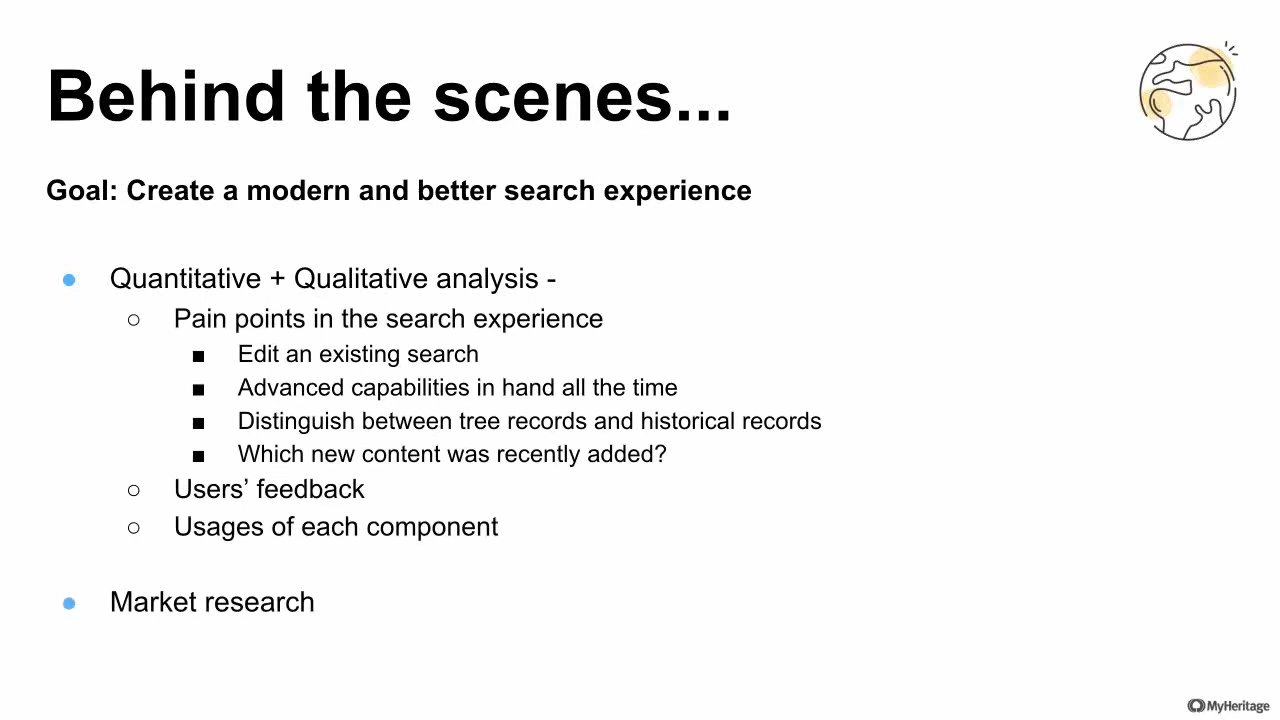 Behind the scenes...
Goal: Create a modern and better search experience
● Quantitative + Qualitative analysis -
○ Pain points in the search experience
■ Edit an existing search
■ Advanced capabilities in hand all the time
■ Distinguish between tree records and historical records
■ Which new content was recently added?
○ Users’ feedback
○ Usages of each component
● Market research
MyHeritage